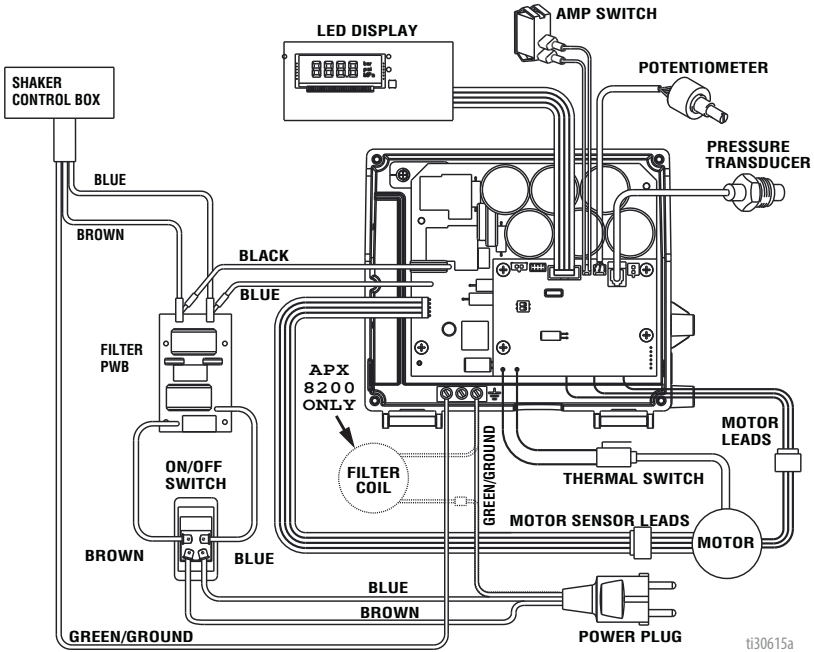 AMP SWITCH
LED DISPLAY
POTENTIOMETER
SHAKER
CONTROL BOX
PRESSURE
TRANSDUCER
BLUE
BROWN
BLACK
BLUE
FILTER
PWB
APX
8200
ONLY
MOTOR
LEADS
ON/OFF
SWITCH
FILTER
COIL
GREEN/GROUND
THERMAL SWITCH
MOTOR SENSOR LEADS
MOTOR
BROWN
BLUE
BLUE
BROWN
GREEN/GROUND
POWER PLUG
ti30615a